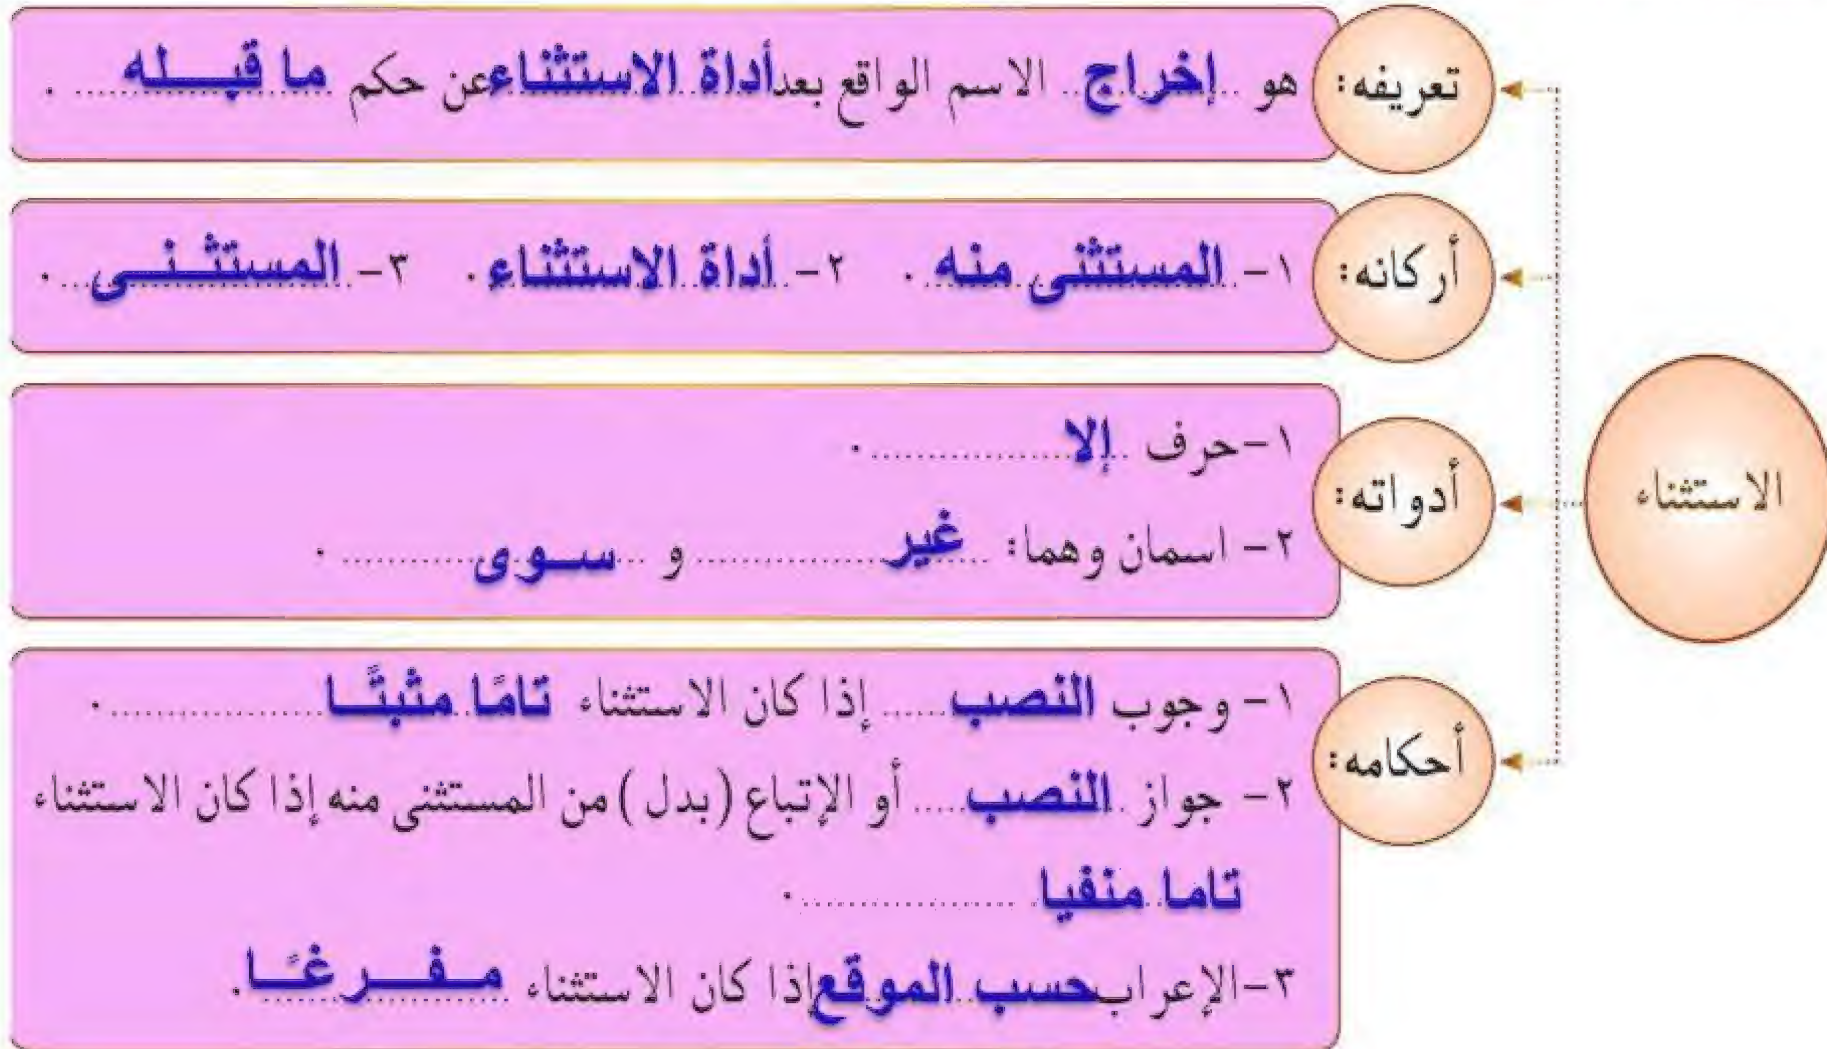 الاستثناء
تعريفه:
هو إخراج الاسم الواقع بعد أداة الاستثناء عن حكم ما قبله .
أركانه:
١- المستثنى منه . ٢- أداة الاستثناء . ٣- المستثنى .
أدواته:
١- حرف إلا .
٢- اسمان وهما: غير و سوى .
أحكامه:
١- وجوب النصب إذا كان الاستثناء تامًا مثبتًا .
٢- جواز النصب أو الإتباع (بدل) من المستثنى منه إذا كان الاستثناء
تاما منفيا .
٣- الإعراب حسب الموقع إذا كان الاستثناء مفرغًا .